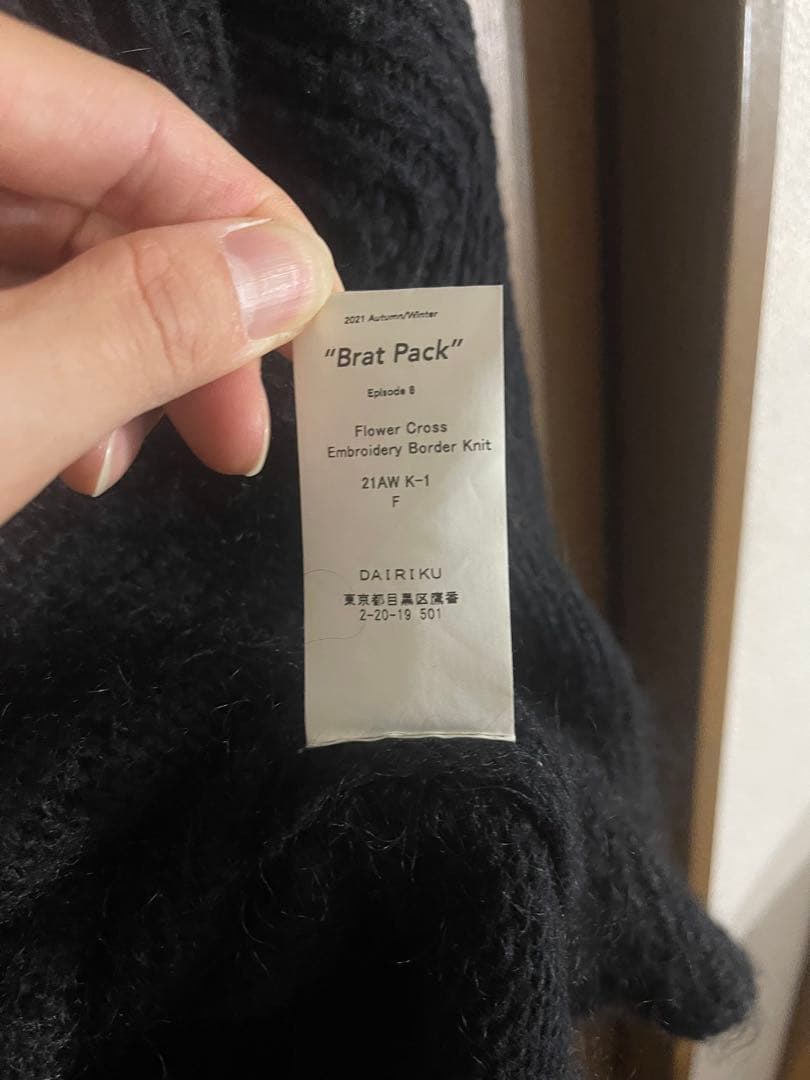 2021 Autumn/Winter
“Brat Pack”
Episode 8
Flower Cross
Embroidery Border Knit
21AW K-1
F
DAIRIKU
東京都目黒区鷹番
2-20-19 501